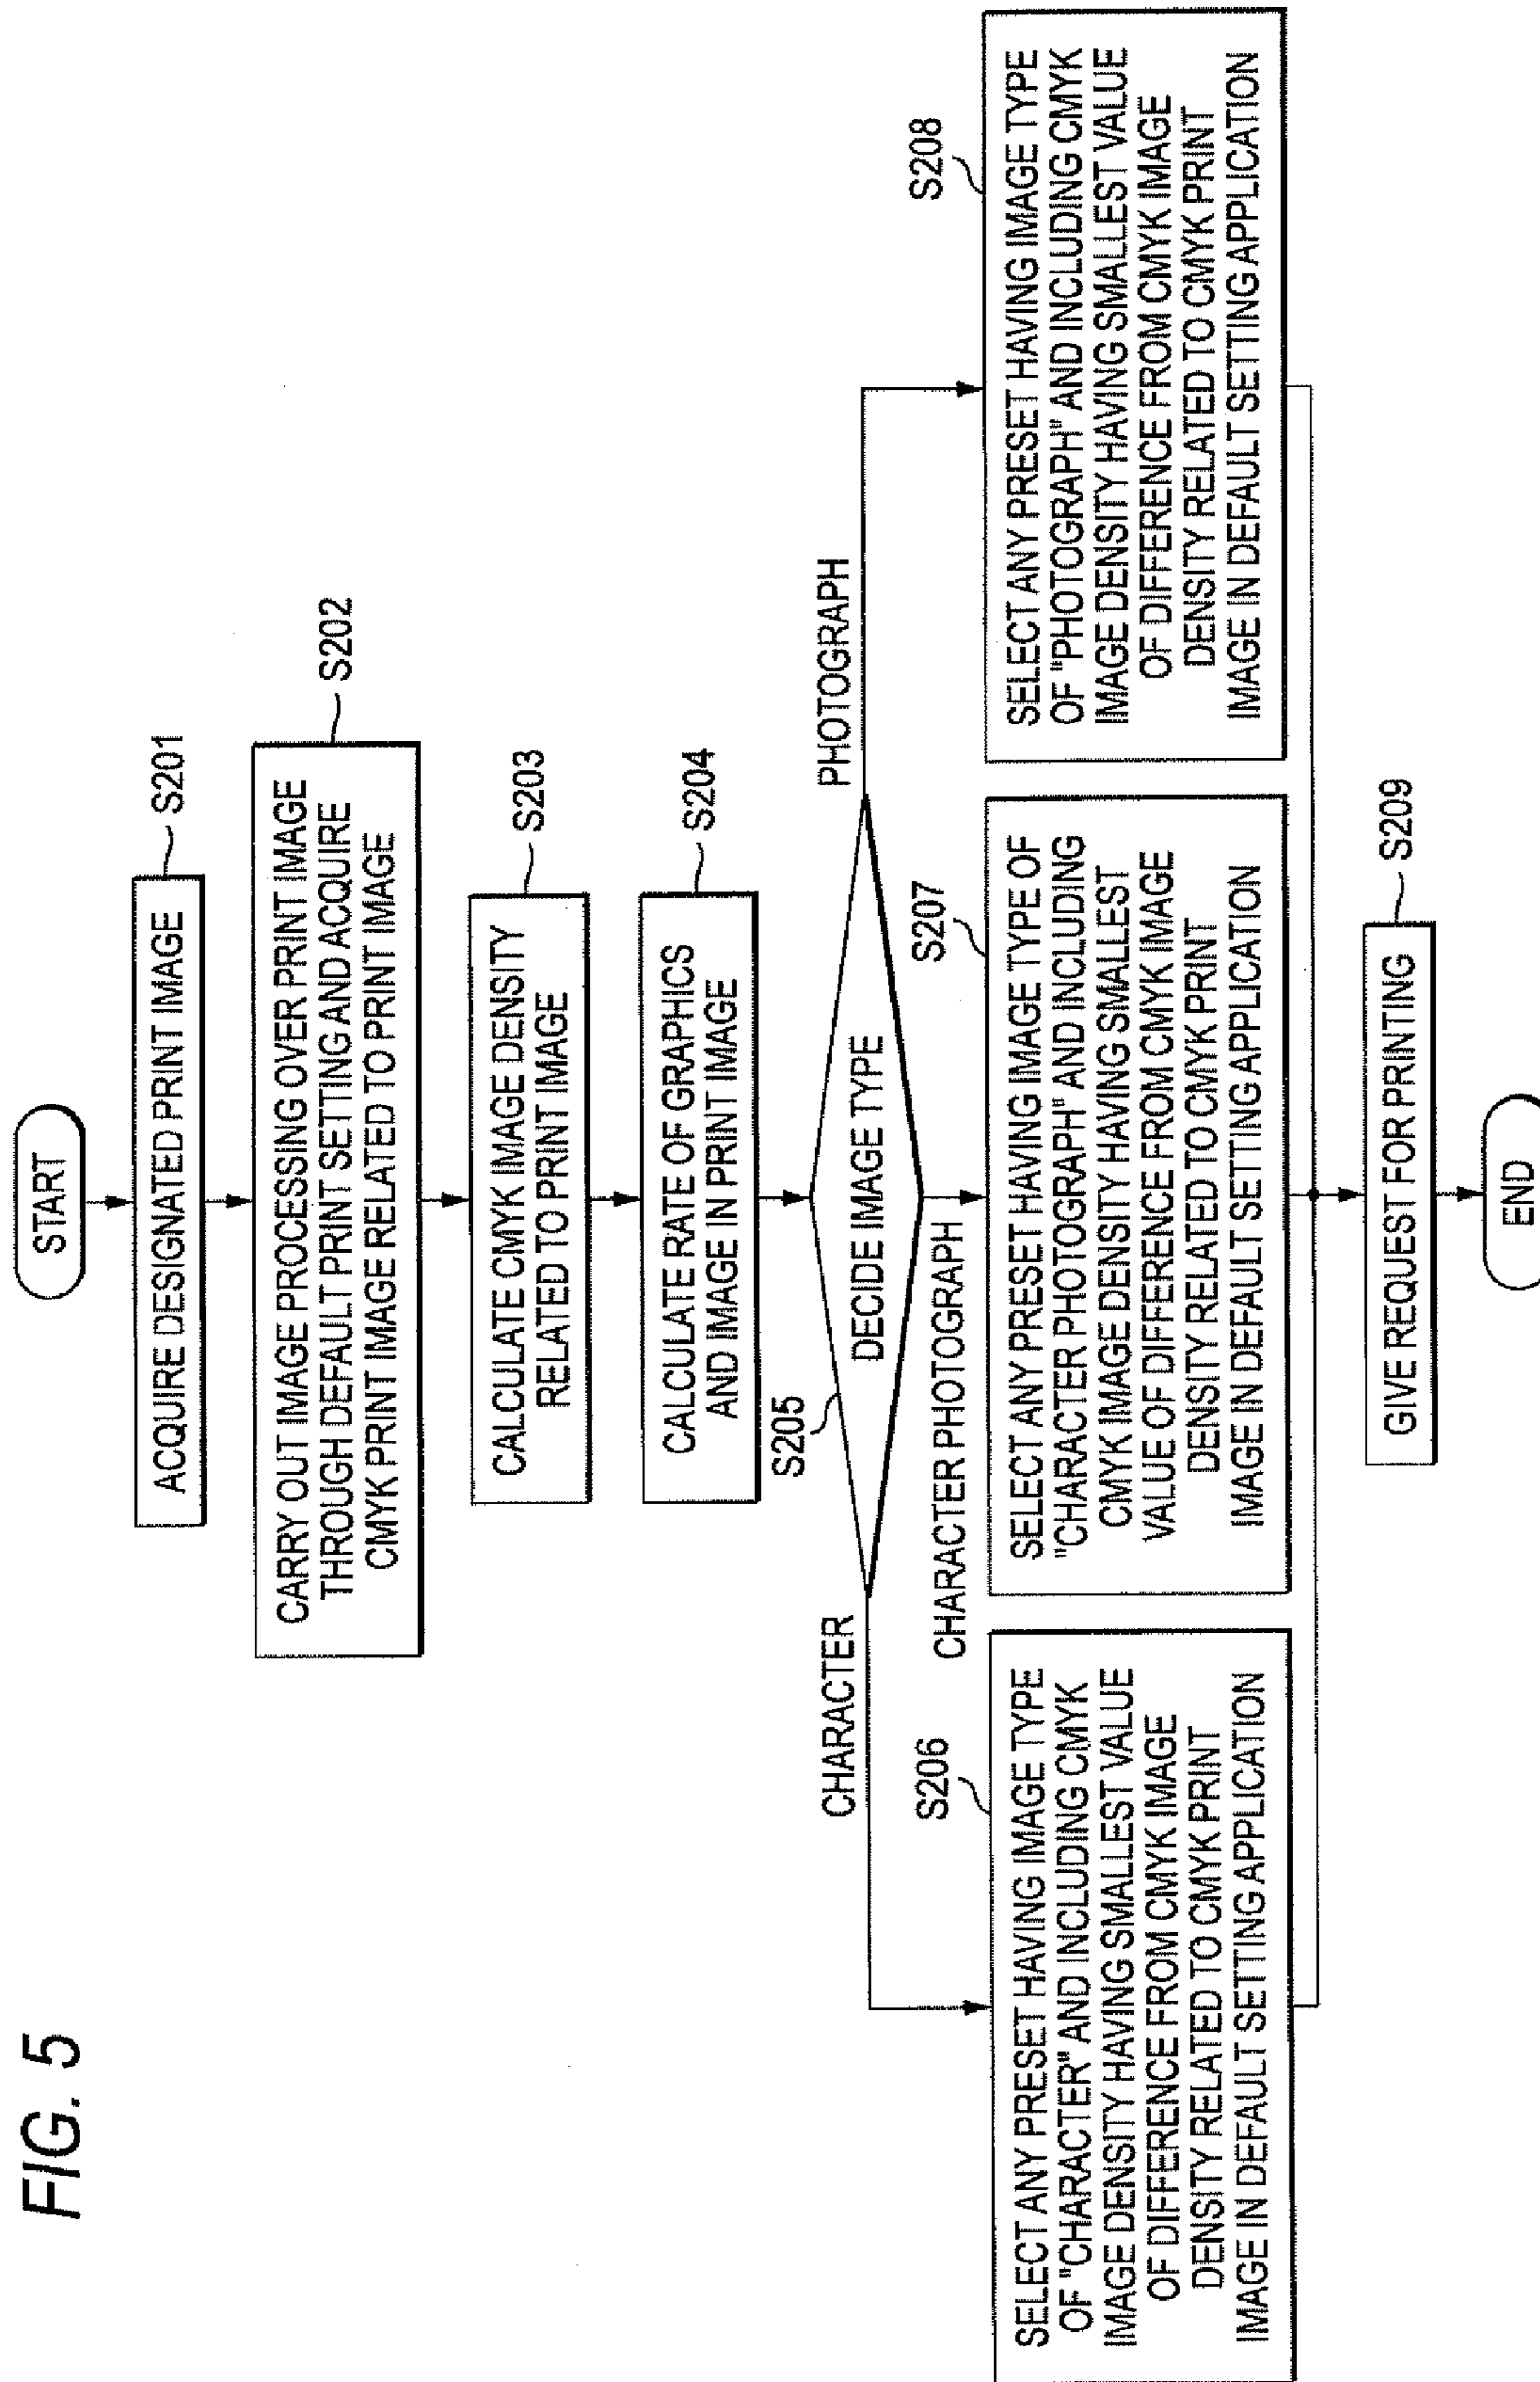 FIG. 5
START
ACQUIRE DESIGNATED PRINT IMAGE
S201
CARRY OUT IMAGE PROCESSING OVER PRINT IMAGE
THROUGH DEFAULT PRINT SETTING AND ACQUIRE
CMYK PRINT IMAGE RELATED TO PRINT IMAGE
S202
CALCULATE CMYK IMAGE DENSITY
RELATED TO PRINT IMAGE
S203
CALCULATE RATE OF GRAPHICS
AND IMAGE IN PRINT IMAGE
S204
S205
DECIDE IMAGE TYPE
CHARACTER
CHARACTER PHOTOGRAPH
PHOTOGRAPH
S206
SELECT ANY PRESET HAVING IMAGE TYPE
OF "CHARACTER" AND INCLUDING CMYK
IMAGE DENSITY HAVING SMALLEST VALUE
OF DIFFERENCE FROM CMYK IMAGE
DENSITY RELATED TO CMYK PRINT
IMAGE IN DEFAULT SETTING APPLICATION
S207
SELECT ANY PRESET HAVING IMAGE TYPE OF
"CHARACTER PHOTOGRAPH" AND INCLUDING
CMYK IMAGE DENSITY HAVING SMALLEST
VALUE OF DIFFERENCE FROM CMYK IMAGE
DENSITY RELATED TO CMYK PRINT
IMAGE IN DEFAULT SETTING APPLICATION
S208
SELECT ANY PRESET HAVING IMAGE TYPE
OF "PHOTOGRAPH" AND INCLUDING CMYK
IMAGE DENSITY HAVING SMALLEST VALUE
OF DIFFERENCE FROM CMYK IMAGE
DENSITY RELATED TO CMYK PRINT
IMAGE IN DEFAULT SETTING APPLICATION
GIVE REQUEST FOR PRINTING
S209
END